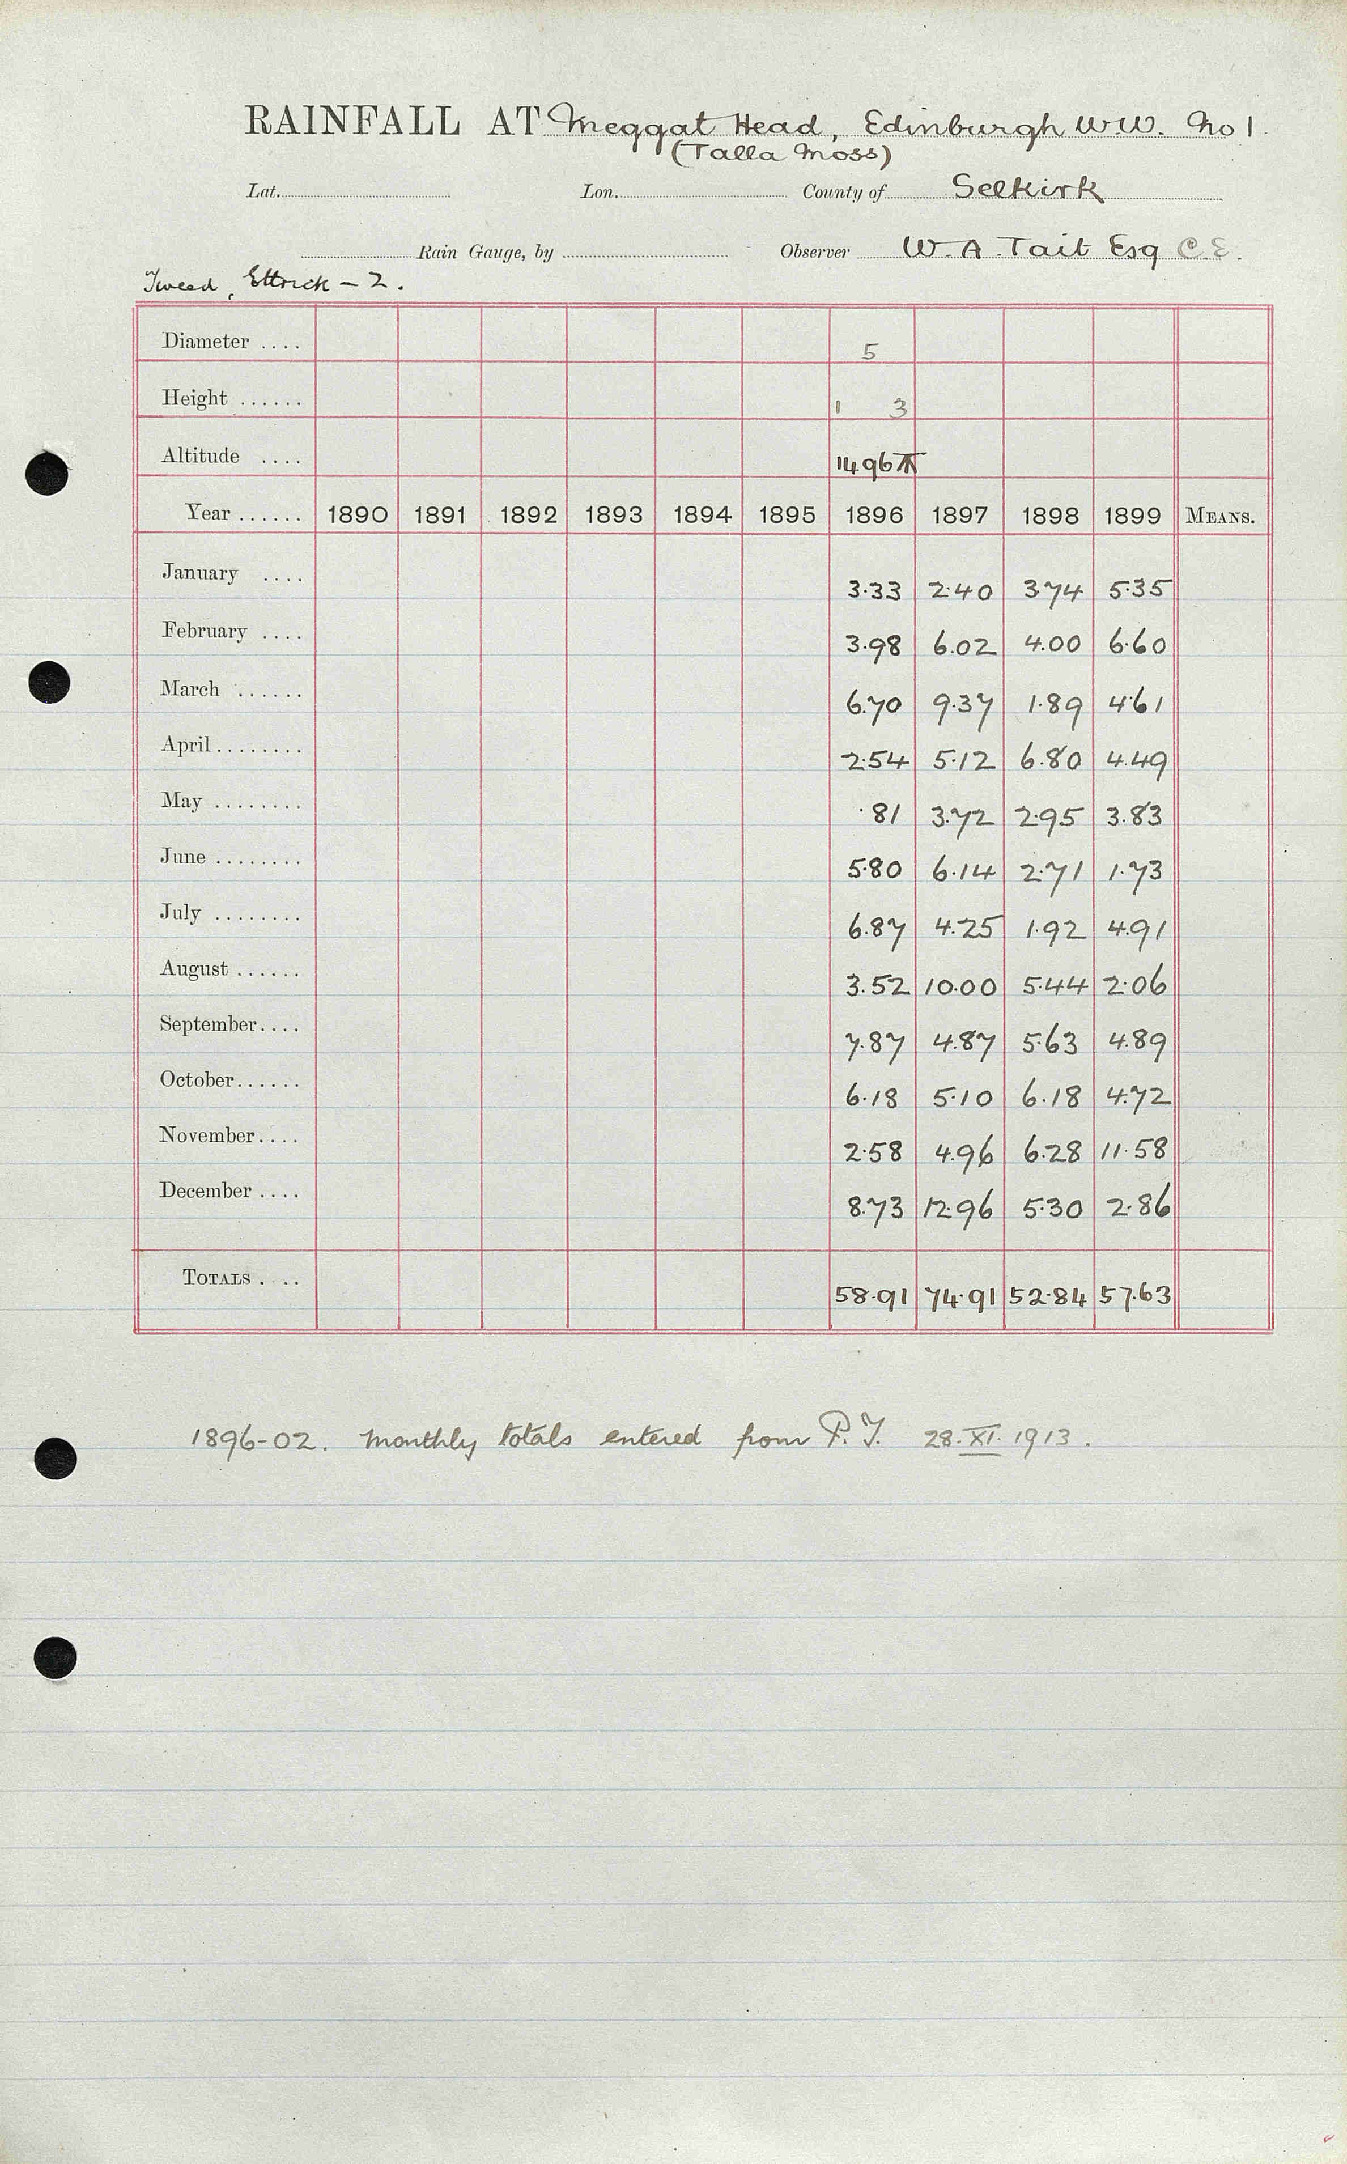 RAINFALL AT Meggat Head, Edinburgh W.W. No 1.
(Talla Moss)
Lat. Lon. County of Selkirk
Rain Gauge, by Observer W. A. Tait Esq C.E.
Tweed, Ettrick – 2.
Diameter .... 5
Height ...... 1 3
Altitude .... 1496
Year ...... 1890 1891 1892 1893 1894 1895 1896 1897 1898 1899 MEANS.
January .... 3.33 2.40 3.74 5.35
February .... 3.98 6.02 4.00 6.60
March ...... 6.70 9.37 1.89 4.61
April ........ 2.54 5.12 6.80 4.49
May ........ .81 3.72 2.95 3.83
June ........ 5.80 6.14 2.71 1.73
July ........ 6.87 4.25 1.92 4.91
August ...... 3.52 10.00 5.44 2.06
September .... 7.87 4.87 5.63 4.89
October ...... 6.18 5.10 6.18 4.72
November .... 2.58 4.96 6.28 11.58
December .... 8.73 12.96 5.30 2.86
TOTALS .... 58.91 74.91 52.84 57.63
1896-02. Monthly totals entered from P.T. 28.XI.1913.